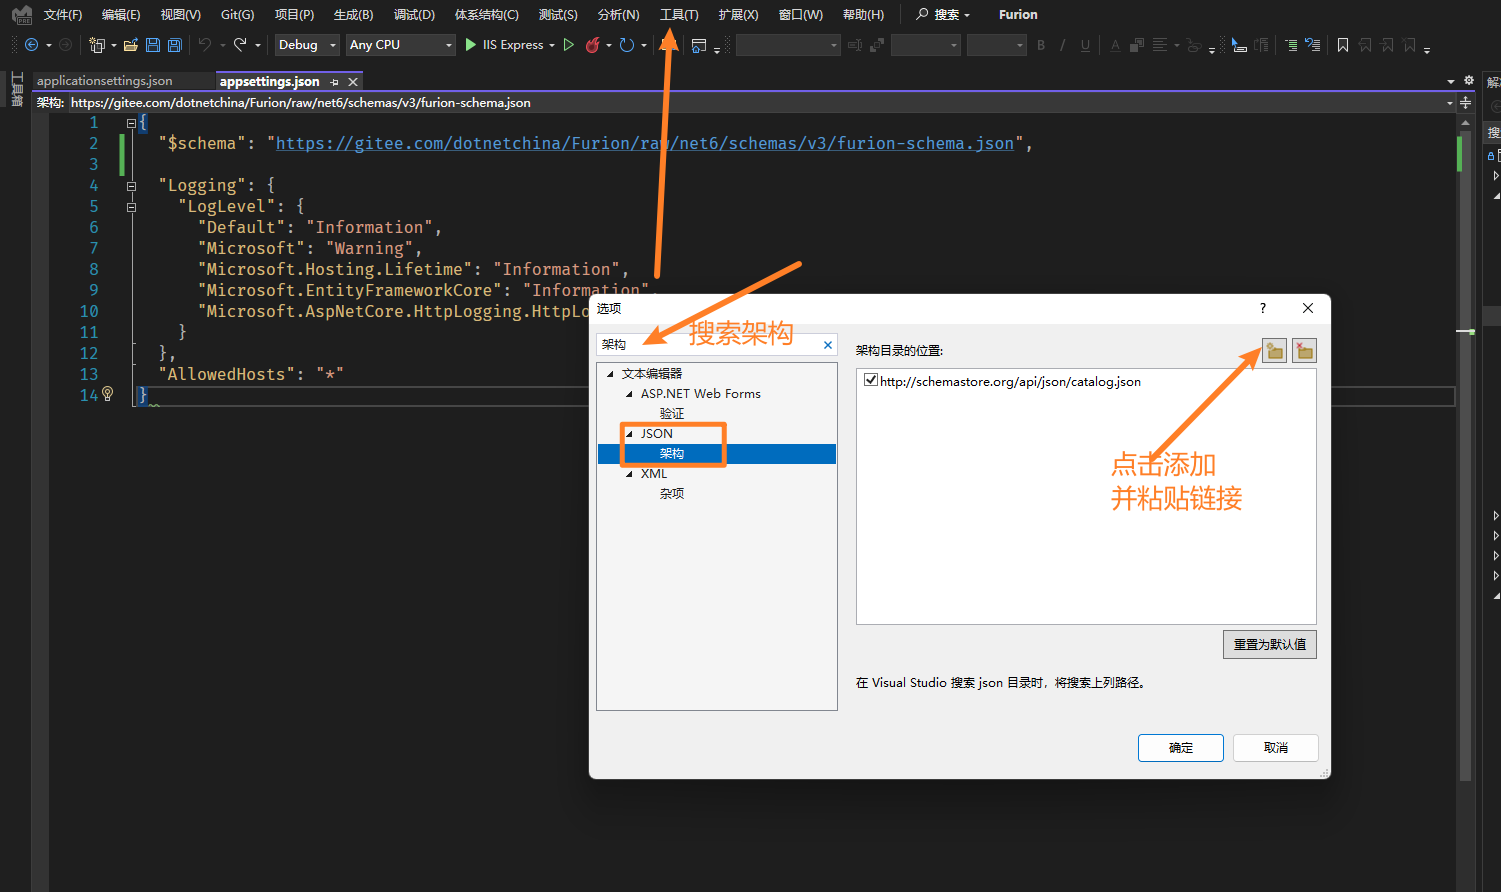 文件(F) 编辑(E) 视图(V) Git(G) 项目(P) 生成(B) 调试(D) 体系结构(C) 测试(S) 分析(N) 工具(T) 扩展(X) 窗口(W) 帮助(H) 搜索 Furion
Debug Any CPU IIS Express
工具箱
applicationsettings.json appsettings.json
架构: https://gitee.com/dotnetchina/Furion/raw/net6/schemas/v3/furion-schema.json
1 {
2 "$schema": "https://gitee.com/dotnetchina/Furion/raw/net6/schemas/v3/furion-schema.json",
3
4 "Logging": {
5 "LogLevel": {
6 "Default": "Information",
7 "Microsoft": "Warning",
8 "Microsoft.Hosting.Lifetime": "Information",
9 "Microsoft.EntityFrameworkCore": "Information",
10 "Microsoft.AspNetCore.HttpLogging.HttpLo
11 }
12 },
13 "AllowedHosts": "*"
14 }
选项
架构
搜索架构
文本编辑器
ASP.NET Web Forms
验证
JSON
架构
XML
杂项
架构目录的位置:
http://schemastore.org/api/json/catalog.json
点击添加
并粘贴链接
重置为默认值
在 Visual Studio 搜索 json 目录时，将搜索上列路径。
确定 取消